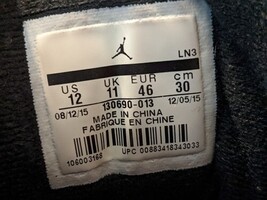 LN3
US UK EUR cm
12 11 46 30
08/12/15 130690-013 12/05/15
MADE IN CHINA
FABRIQUE EN CHINE
106003168 UPC 00883418343033